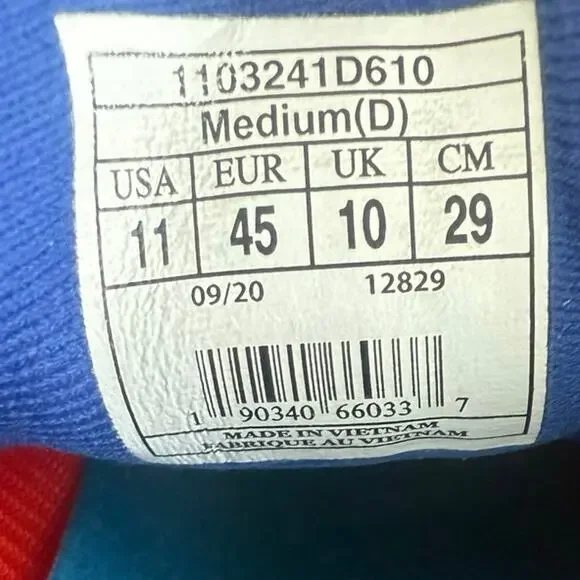 1103241D610
Medium(D)
USA EUR UK CM
11 45 10 29
09/20 12829
1 90340 66033 7
MADE IN VIETNAM
FABRIQUE AU VIETNAM